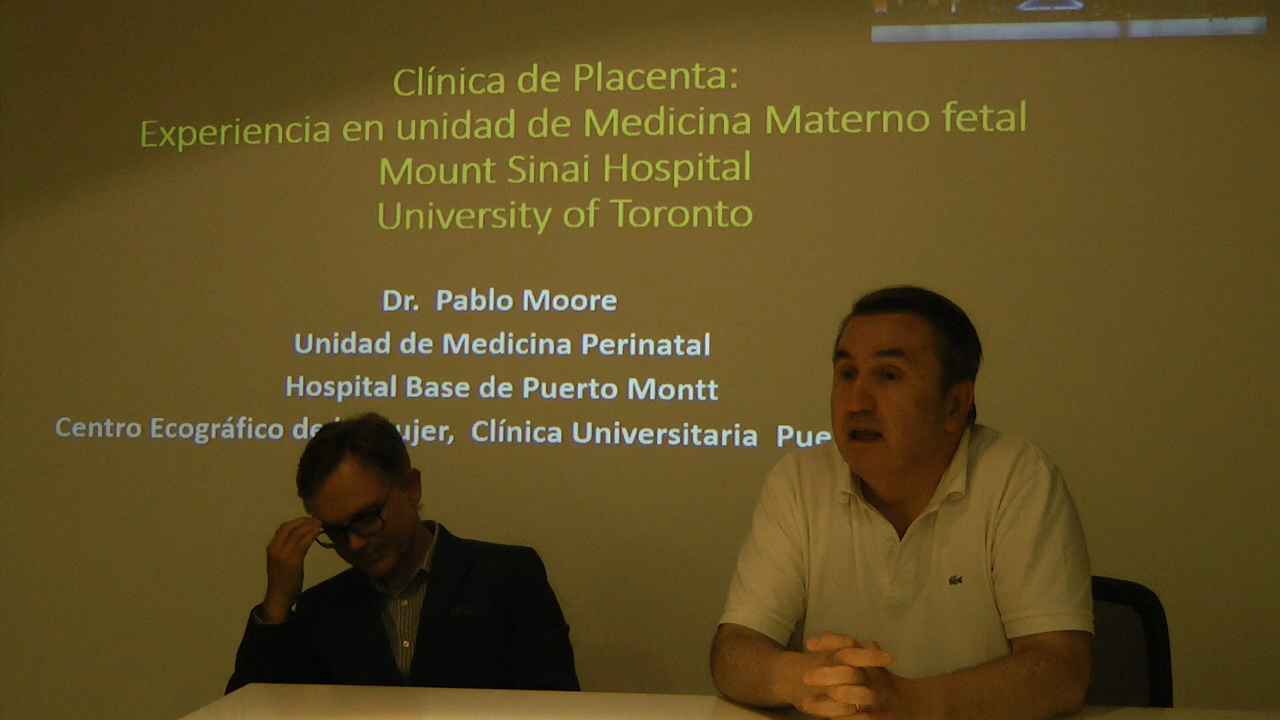 Clínica de Placenta:
Experiencia en unidad de Medicina Materno fetal
Mount Sinai Hospital
University of Toronto
Dr. Pablo Moore
Unidad de Medicina Perinatal
Hospital Base de Puerto Montt
Centro Ecográfico de Clínica Universitaria